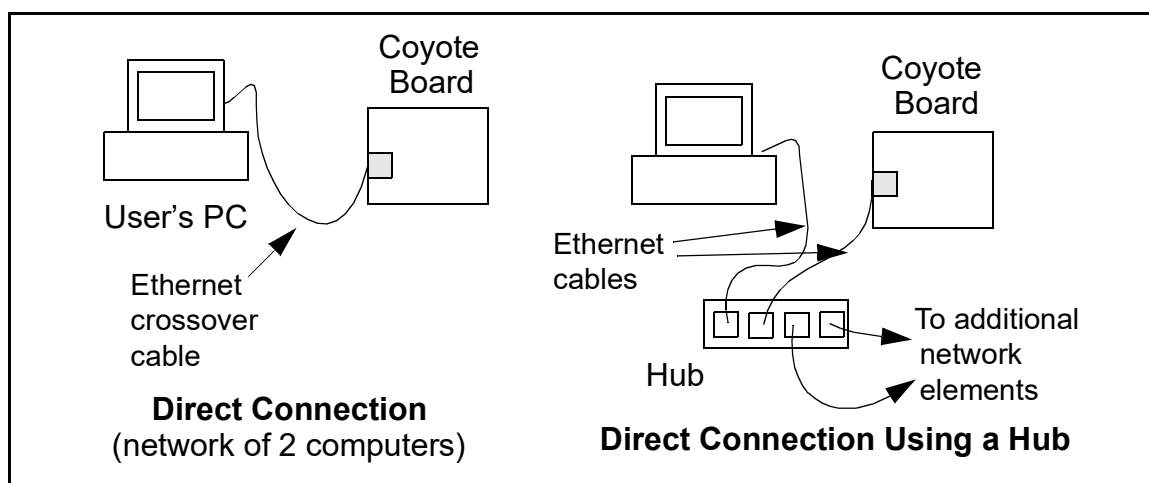 Coyote
Board
User's PC
Ethernet
crossover
cable
Direct Connection
(network of 2 computers)
Coyote
Board
Ethernet
cables
Hub
To additional
network
elements
Direct Connection Using a Hub